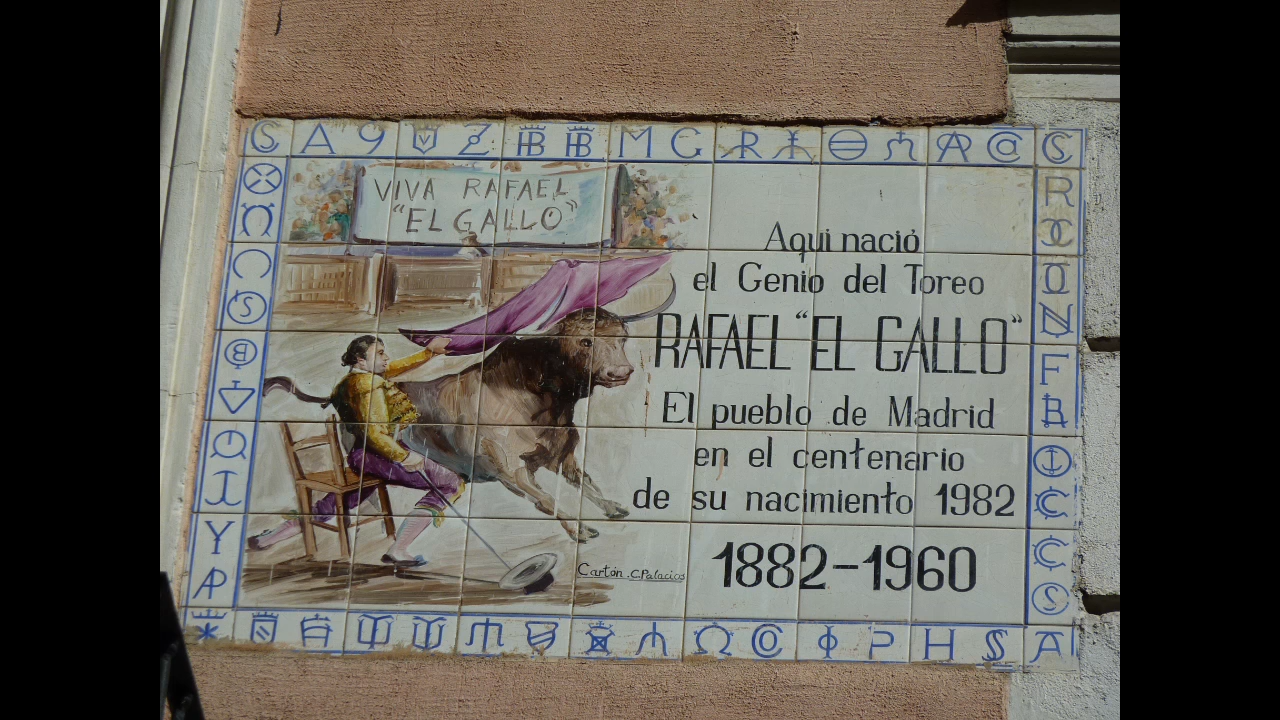 VIVA RAFAEL
"EL GALLO"
Aqui nació
el Genio del Toreo
RAFAEL "EL GALLO"
El pueblo de Madrid
en el centenario
de su nacimiento 1982
1882-1960
Cartón.C.Palacios